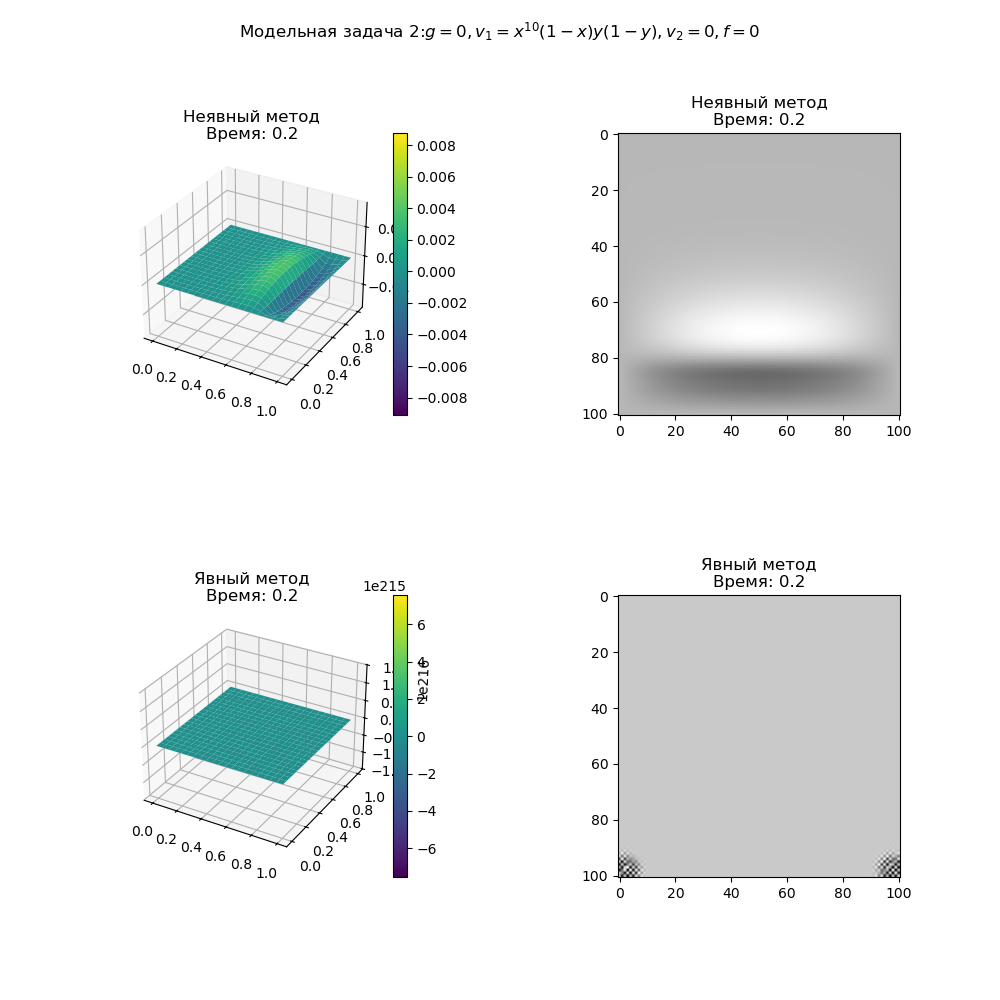 Модельная задача 2:g = 0, v₁ = x¹⁰(1 − x)y(1 − y), v₂ = 0, f = 0
Неявный метод
Время: 0.2
0.0 0.2 0.4 0.6 0.8 1.0
0.0 0.2 0.4 0.6 0.8 1.0
0.008
0.006
0.004
0.002
0.000
−0.002
−0.004
−0.006
−0.008
Неявный метод
Время: 0.2
0
20
40
60
80
100
0 20 40 60 80 100
Явный метод
Время: 0.2
0.0 0.2 0.4 0.6 0.8 1.0
0.0 0.2 0.4 0.6 0.8 1.0
1e215
6
4
2
0
−2
−4
−6
Явный метод
Время: 0.2
0
20
40
60
80
100
0 20 40 60 80 100